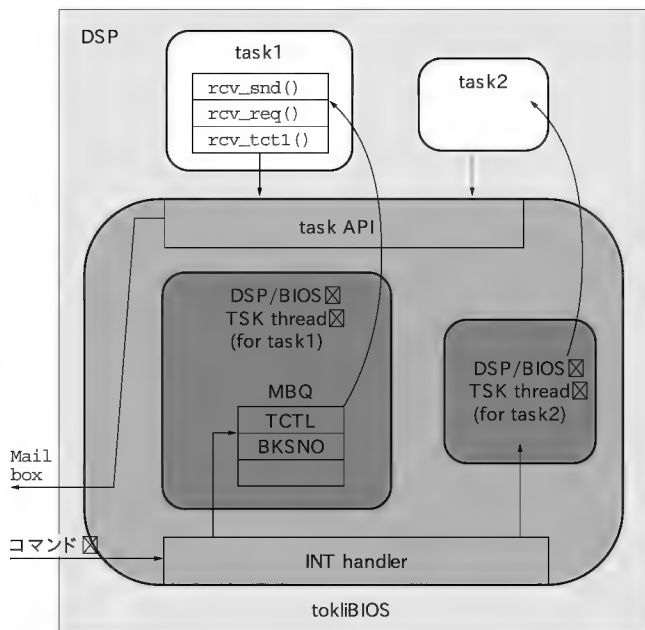 DSP
task1
rcv_snd()
rcv_req()
rcv_tct1()
task2
task API
DSP/BIOS
TSK thread
(for task1)
MBQ
TCTL
BKSNO
DSP/BIOS
TSK thread
(for task2)
Mail
box
コマンド
INT handler
tokliBIOS